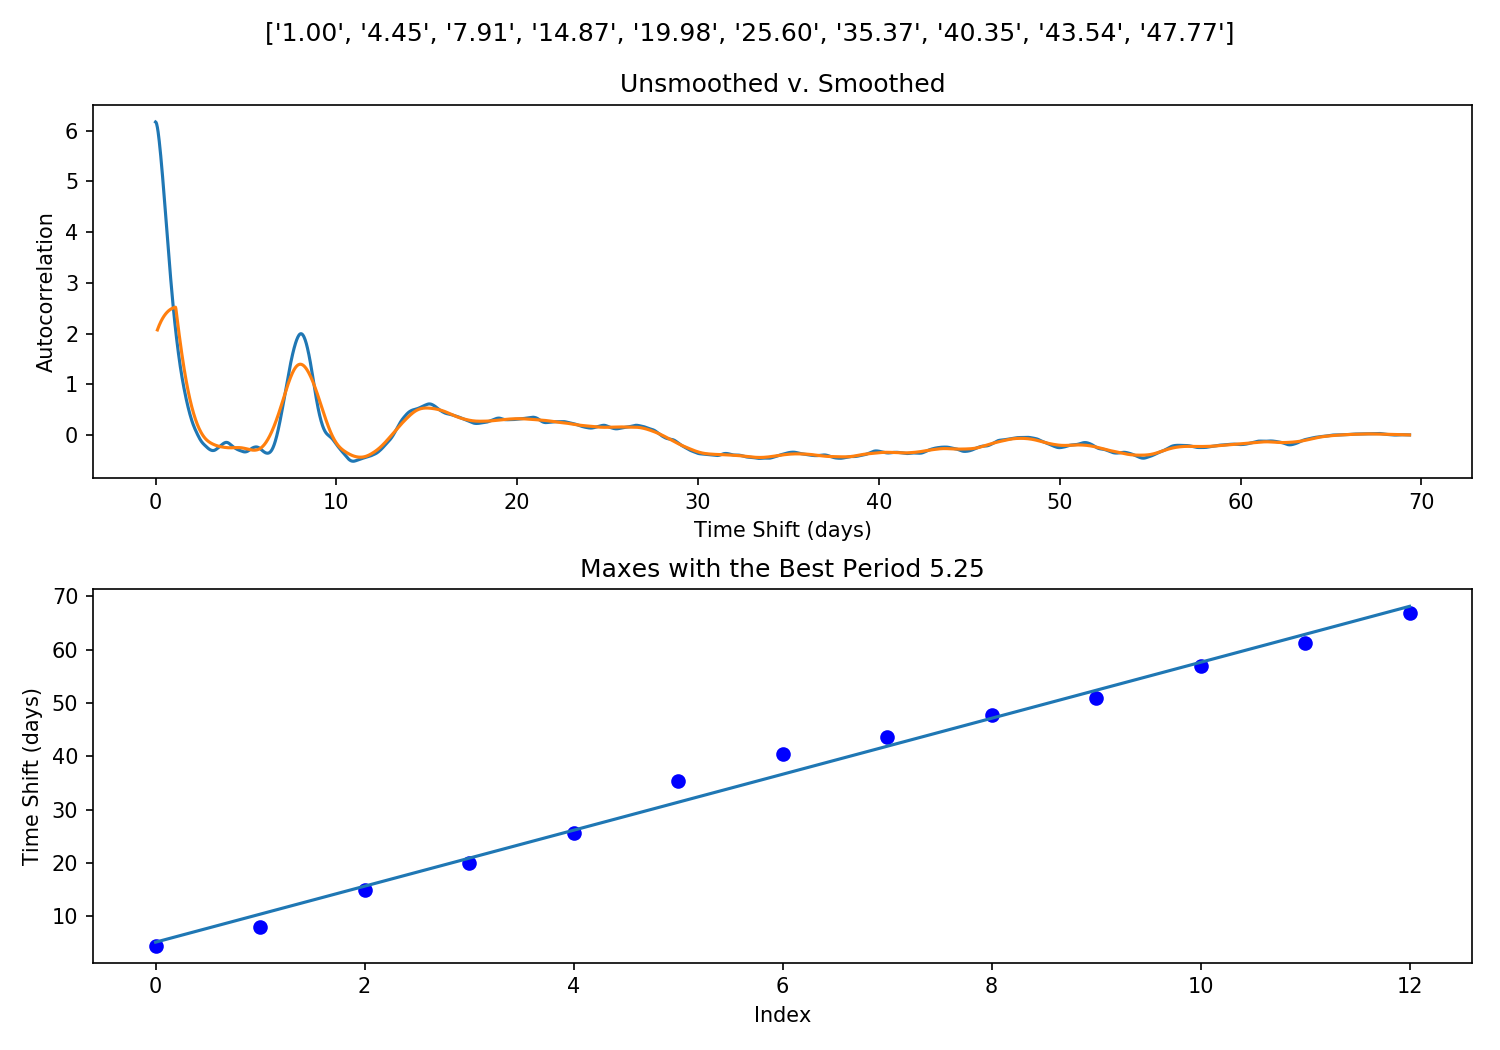 ['1.00', '4.45', '7.91', '14.87', '19.98', '25.60', '35.37', '40.35', '43.54', '47.77']
Unsmoothed v. Smoothed
Autocorrelation
6
5
4
3
2
1
0
0 10 20 30 40 50 60 70
Time Shift (days)
Maxes with the Best Period 5.25
Time Shift (days)
70
60
50
40
30
20
10
0 2 4 6 8 10 12
Index